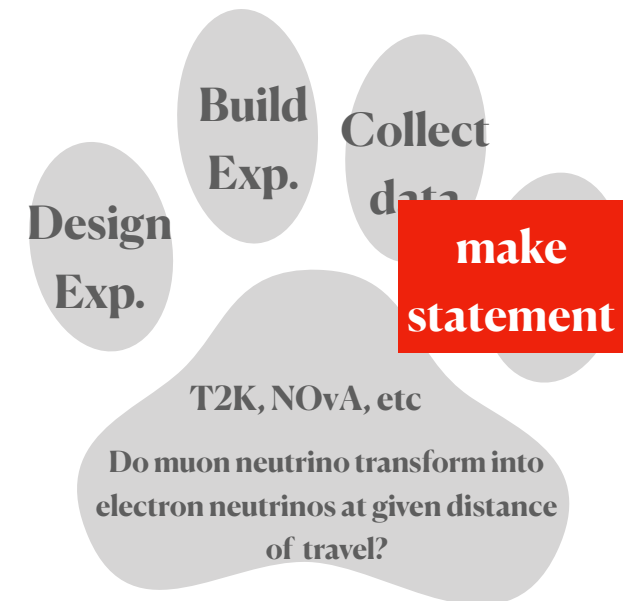 Build
Exp.
Collect
data
Design
Exp.
make
statement
T2K, NOvA, etc
Do muon neutrino transform into
electron neutrinos at given distance
of travel?